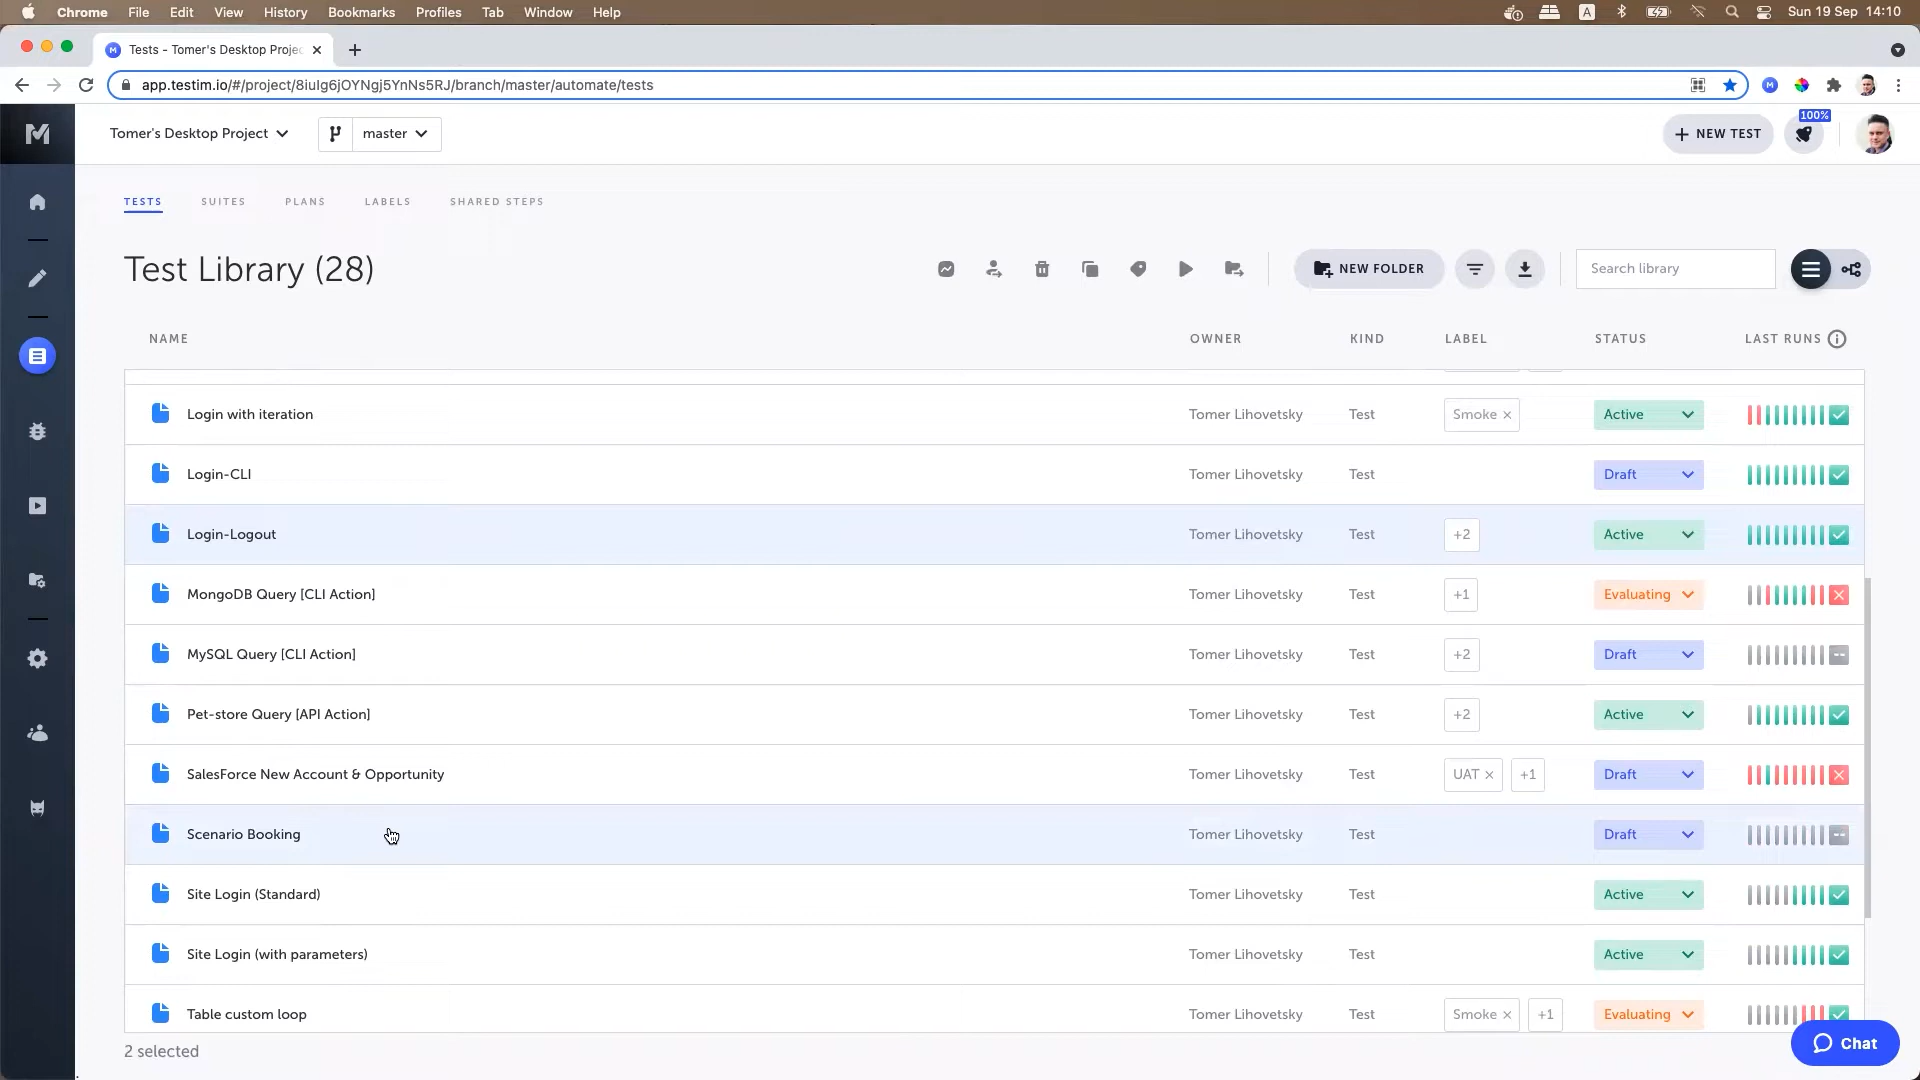 Chrome File Edit View History Bookmarks Profiles Tab Window Help A Sun 19 Sep 14:10
M Tests - Tomer's Desktop Projec
app.testim.io/#/project/8iuIg6jOYNgj5YnNs5RJ/branch/master/automate/tests
Tomer's Desktop Project master NEW TEST 100%
TESTS SUITES PLANS LABELS SHARED STEPS
Test Library (28) NEW FOLDER Search library
NAME OWNER KIND LABEL STATUS LAST RUNS
Login with iteration Tomer Lihovetsky Test Smoke × Active
Login-CLI Tomer Lihovetsky Test Draft
Login-Logout Tomer Lihovetsky Test +2 Active
MongoDB Query [CLI Action] Tomer Lihovetsky Test +1 Evaluating
MySQL Query [CLI Action] Tomer Lihovetsky Test +2 Draft
Pet-store Query [API Action] Tomer Lihovetsky Test +2 Active
SalesForce New Account & Opportunity Tomer Lihovetsky Test UAT × +1 Draft
Scenario Booking Tomer Lihovetsky Test Draft
Site Login (Standard) Tomer Lihovetsky Test Active
Site Login (with parameters) Tomer Lihovetsky Test Active
Table custom loop Tomer Lihovetsky Test Smoke × +1 Evaluating
2 selected Chat